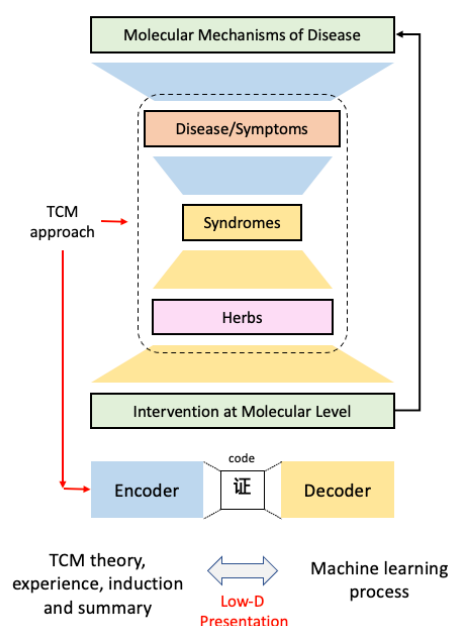 Molecular Mechanisms of Disease
Disease/Symptoms
TCM
approach
Syndromes
Herbs
Intervention at Molecular Level
code
Encoder
证
Decoder
TCM theory,
experience, induction
and summary
Low-D
Presentation
Machine learning
process